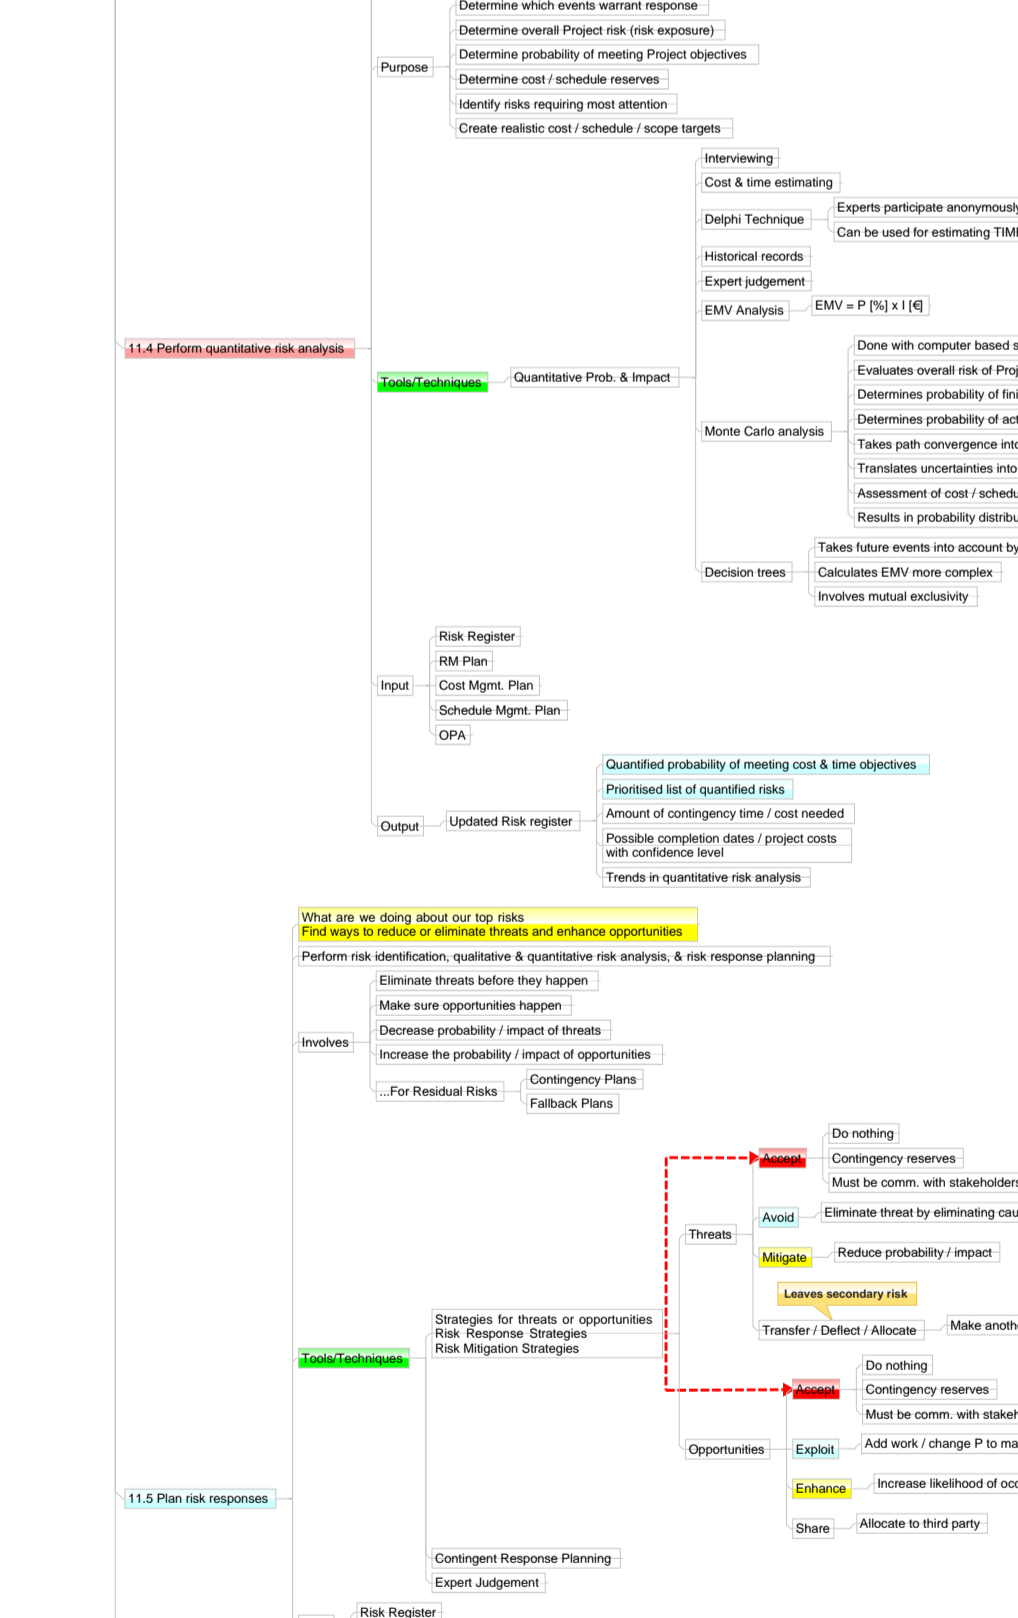 Determine which events warrant response
Determine overall Project risk (risk exposure)
Determine probability of meeting Project objectives
Purpose
Determine cost / schedule reserves
Identify risks requiring most attention
Create realistic cost / schedule / scope targets
Interviewing
Cost & time estimating
Experts participate anonymously
Delphi Technique
Can be used for estimating
Historical records
Expert judgement
EMV Analysis
EMV = P [%] x I [€]
11.4 Perform quantitative risk analysis
Tools/Techniques
Quantitative Prob. & Impact
Done with computer based
Evaluates overall risk of
Determines probability of
Determines probability of
Monte Carlo analysis
Takes path convergence
Translates uncertainties into
Assessment of cost /
Results in probability
Takes future events into account by
Decision trees
Calculates EMV more complex
Involves mutual exclusivity
Risk Register
RM Plan
Input
Cost Mgmt. Plan
Schedule Mgmt. Plan
OPA
Quantified probability of meeting cost & time objectives
Prioritised list of quantified risks
Amount of contingency time / cost needed
Output
Updated Risk register
Possible completion dates / project costs
with confidence level
Trends in quantitative risk analysis
What are we doing about our top risks
Find ways to reduce or eliminate threats and enhance opportunities
Perform risk identification, qualitative & quantitative risk analysis, & risk response planning
Eliminate threats before they happen
Make sure opportunities happen
Decrease probability / impact of threats
Involves
Increase the probability / impact of opportunities
...For Residual Risks
Contingency Plans
Fallback Plans
Do nothing
Accept
Contingency reserves
Must be comm. with stakeholders
Avoid
Eliminate threat by eliminating
Threats
Mitigate
Reduce probability / impact
Leaves secondary risk
Transfer / Deflect / Allocate
Make
Strategies for threats or opportunities
Risk Response Strategies
Risk Mitigation Strategies
Tools/Techniques
Do nothing
Accept
Contingency reserves
Must be comm. with
Opportunities
Exploit
Add work / change P to
Enhance
Increase likelihood of
Share
Allocate to third party
11.5 Plan risk responses
Contingent Response Planning
Expert Judgement
Risk Register